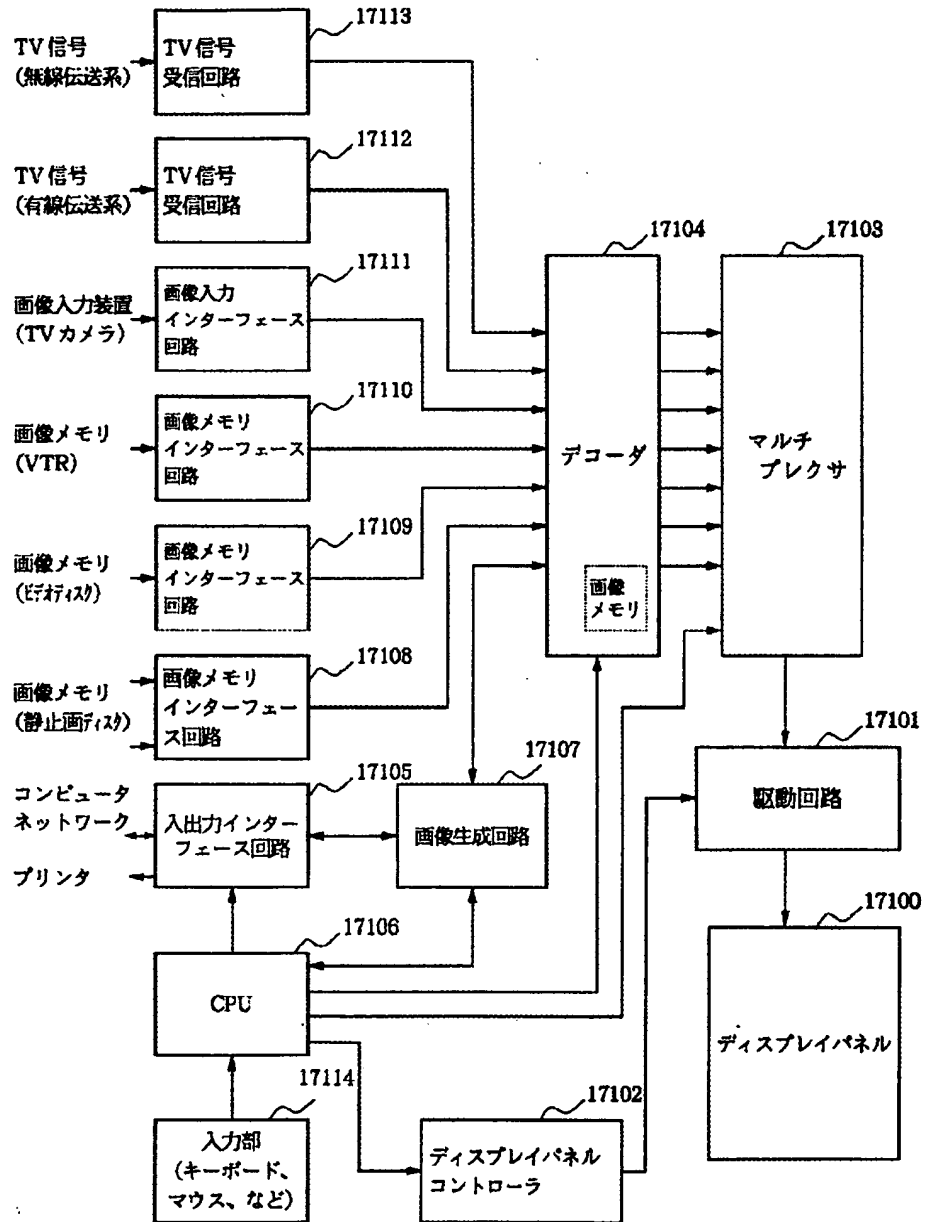 17113
TV信号
(無線伝送系)
TV信号
受信回路
17112
TV信号
(有線伝送系)
TV信号
受信回路
17111
画像入力装置
(TVカメラ)
画像入力
インターフェース
回路
17110
画像メモリ
(VTR)
画像メモリ
インターフェース
回路
17109
画像メモリ
(ビデオディスク)
画像メモリ
インターフェース
回路
17108
画像メモリ
(静止画ディスク)
画像メモリ
インターフェー
ス回路
17104
デコーダ
画像
メモリ
17103
マルチ
プレクサ
17105
コンピュータ
ネットワーク
プリンタ
入出力インター
フェース回路
17107
画像生成回路
17101
駆動回路
17106
CPU
17100
ディスプレイパネル
17114
入力部
(キーボード、
マウス、など)
17102
ディスプレイパネル
コントローラ